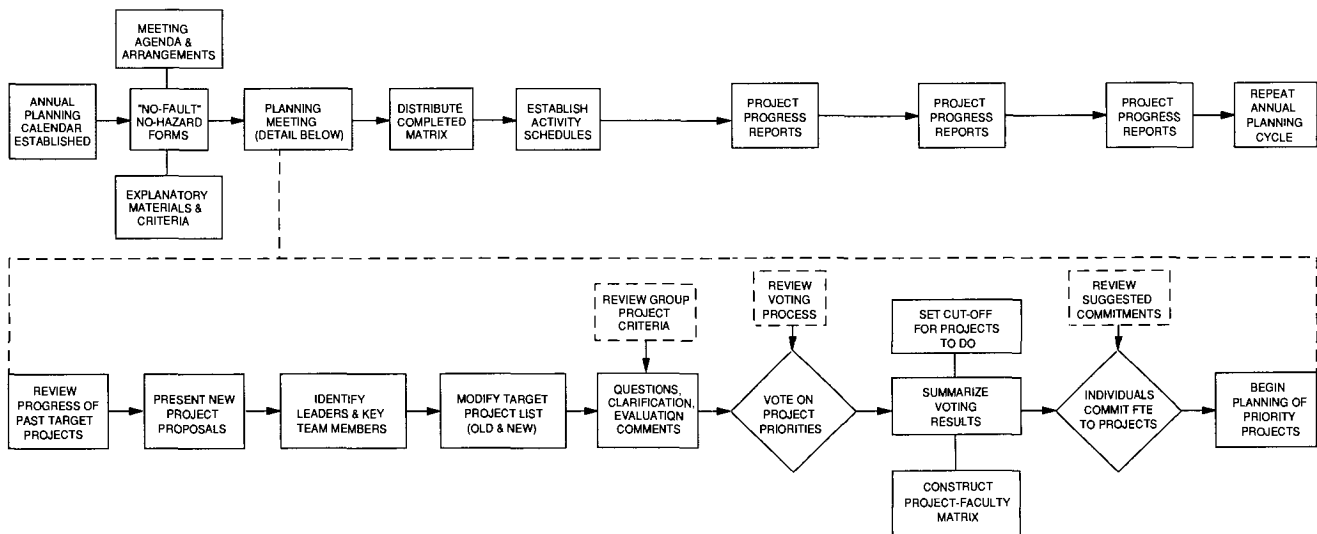 MEETING
AGENDA &
ARRANGEMENTS
ANNUAL
PLANNING
CALENDAR
ESTABLISHED
"NO-FAULT"
NO-HAZARD
FORMS
PLANNING
MEETING
(DETAIL BELOW)
DISTRIBUTE
COMPLETED
MATRIX
ESTABLISH
ACTIVITY
SCHEDULES
PROJECT
PROGRESS
REPORTS
PROJECT
PROGRESS
REPORTS
PROJECT
PROGRESS
REPORTS
REPEAT
ANNUAL
PLANNING
CYCLE
EXPLANATORY
MATERIALS &
CRITERIA
REVIEW GROUP
PROJECT
CRITERIA
REVIEW
VOTING
PROCESS
SET CUT-OFF
FOR PROJECTS
TO DO
REVIEW
SUGGESTED
COMMITMENTS
REVIEW
PROGRESS OF
PAST TARGET
PROJECTS
PRESENT NEW
PROJECT
PROPOSALS
IDENTIFY
LEADERS & KEY
TEAM MEMBERS
MODIFY TARGET
PROJECT LIST
(OLD & NEW)
QUESTIONS,
CLARIFICATION,
EVALUATION
COMMENTS
VOTE ON
PROJECT
PRIORITIES
SUMMARIZE
VOTING
RESULTS
INDIVIDUALS
COMMIT FTE
TO PROJECTS
BEGIN
PLANNING OF
PRIORITY
PROJECTS
CONSTRUCT
PROJECT-FACULTY
MATRIX